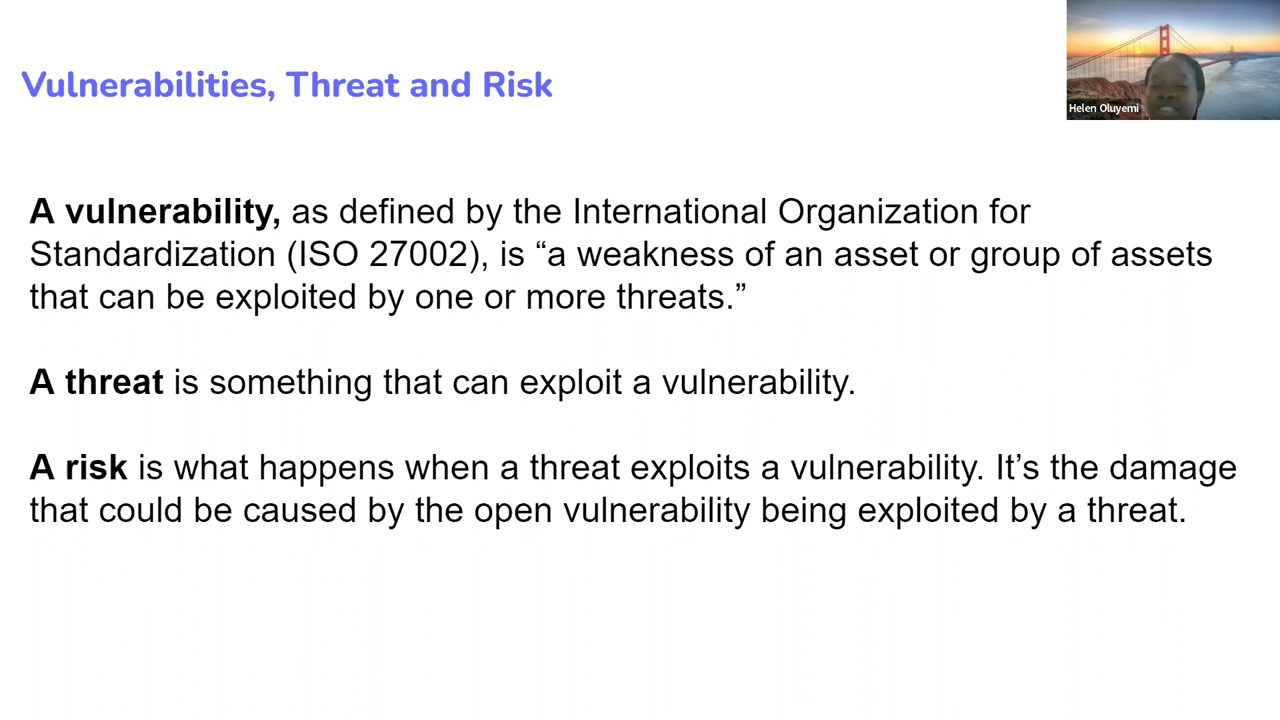 Vulnerabilities, Threat and Risk
Helen Oluyemi
A vulnerability, as defined by the International Organization for
Standardization (ISO 27002), is “a weakness of an asset or group of assets
that can be exploited by one or more threats.”
A threat is something that can exploit a vulnerability.
A risk is what happens when a threat exploits a vulnerability. It’s the damage
that could be caused by the open vulnerability being exploited by a threat.